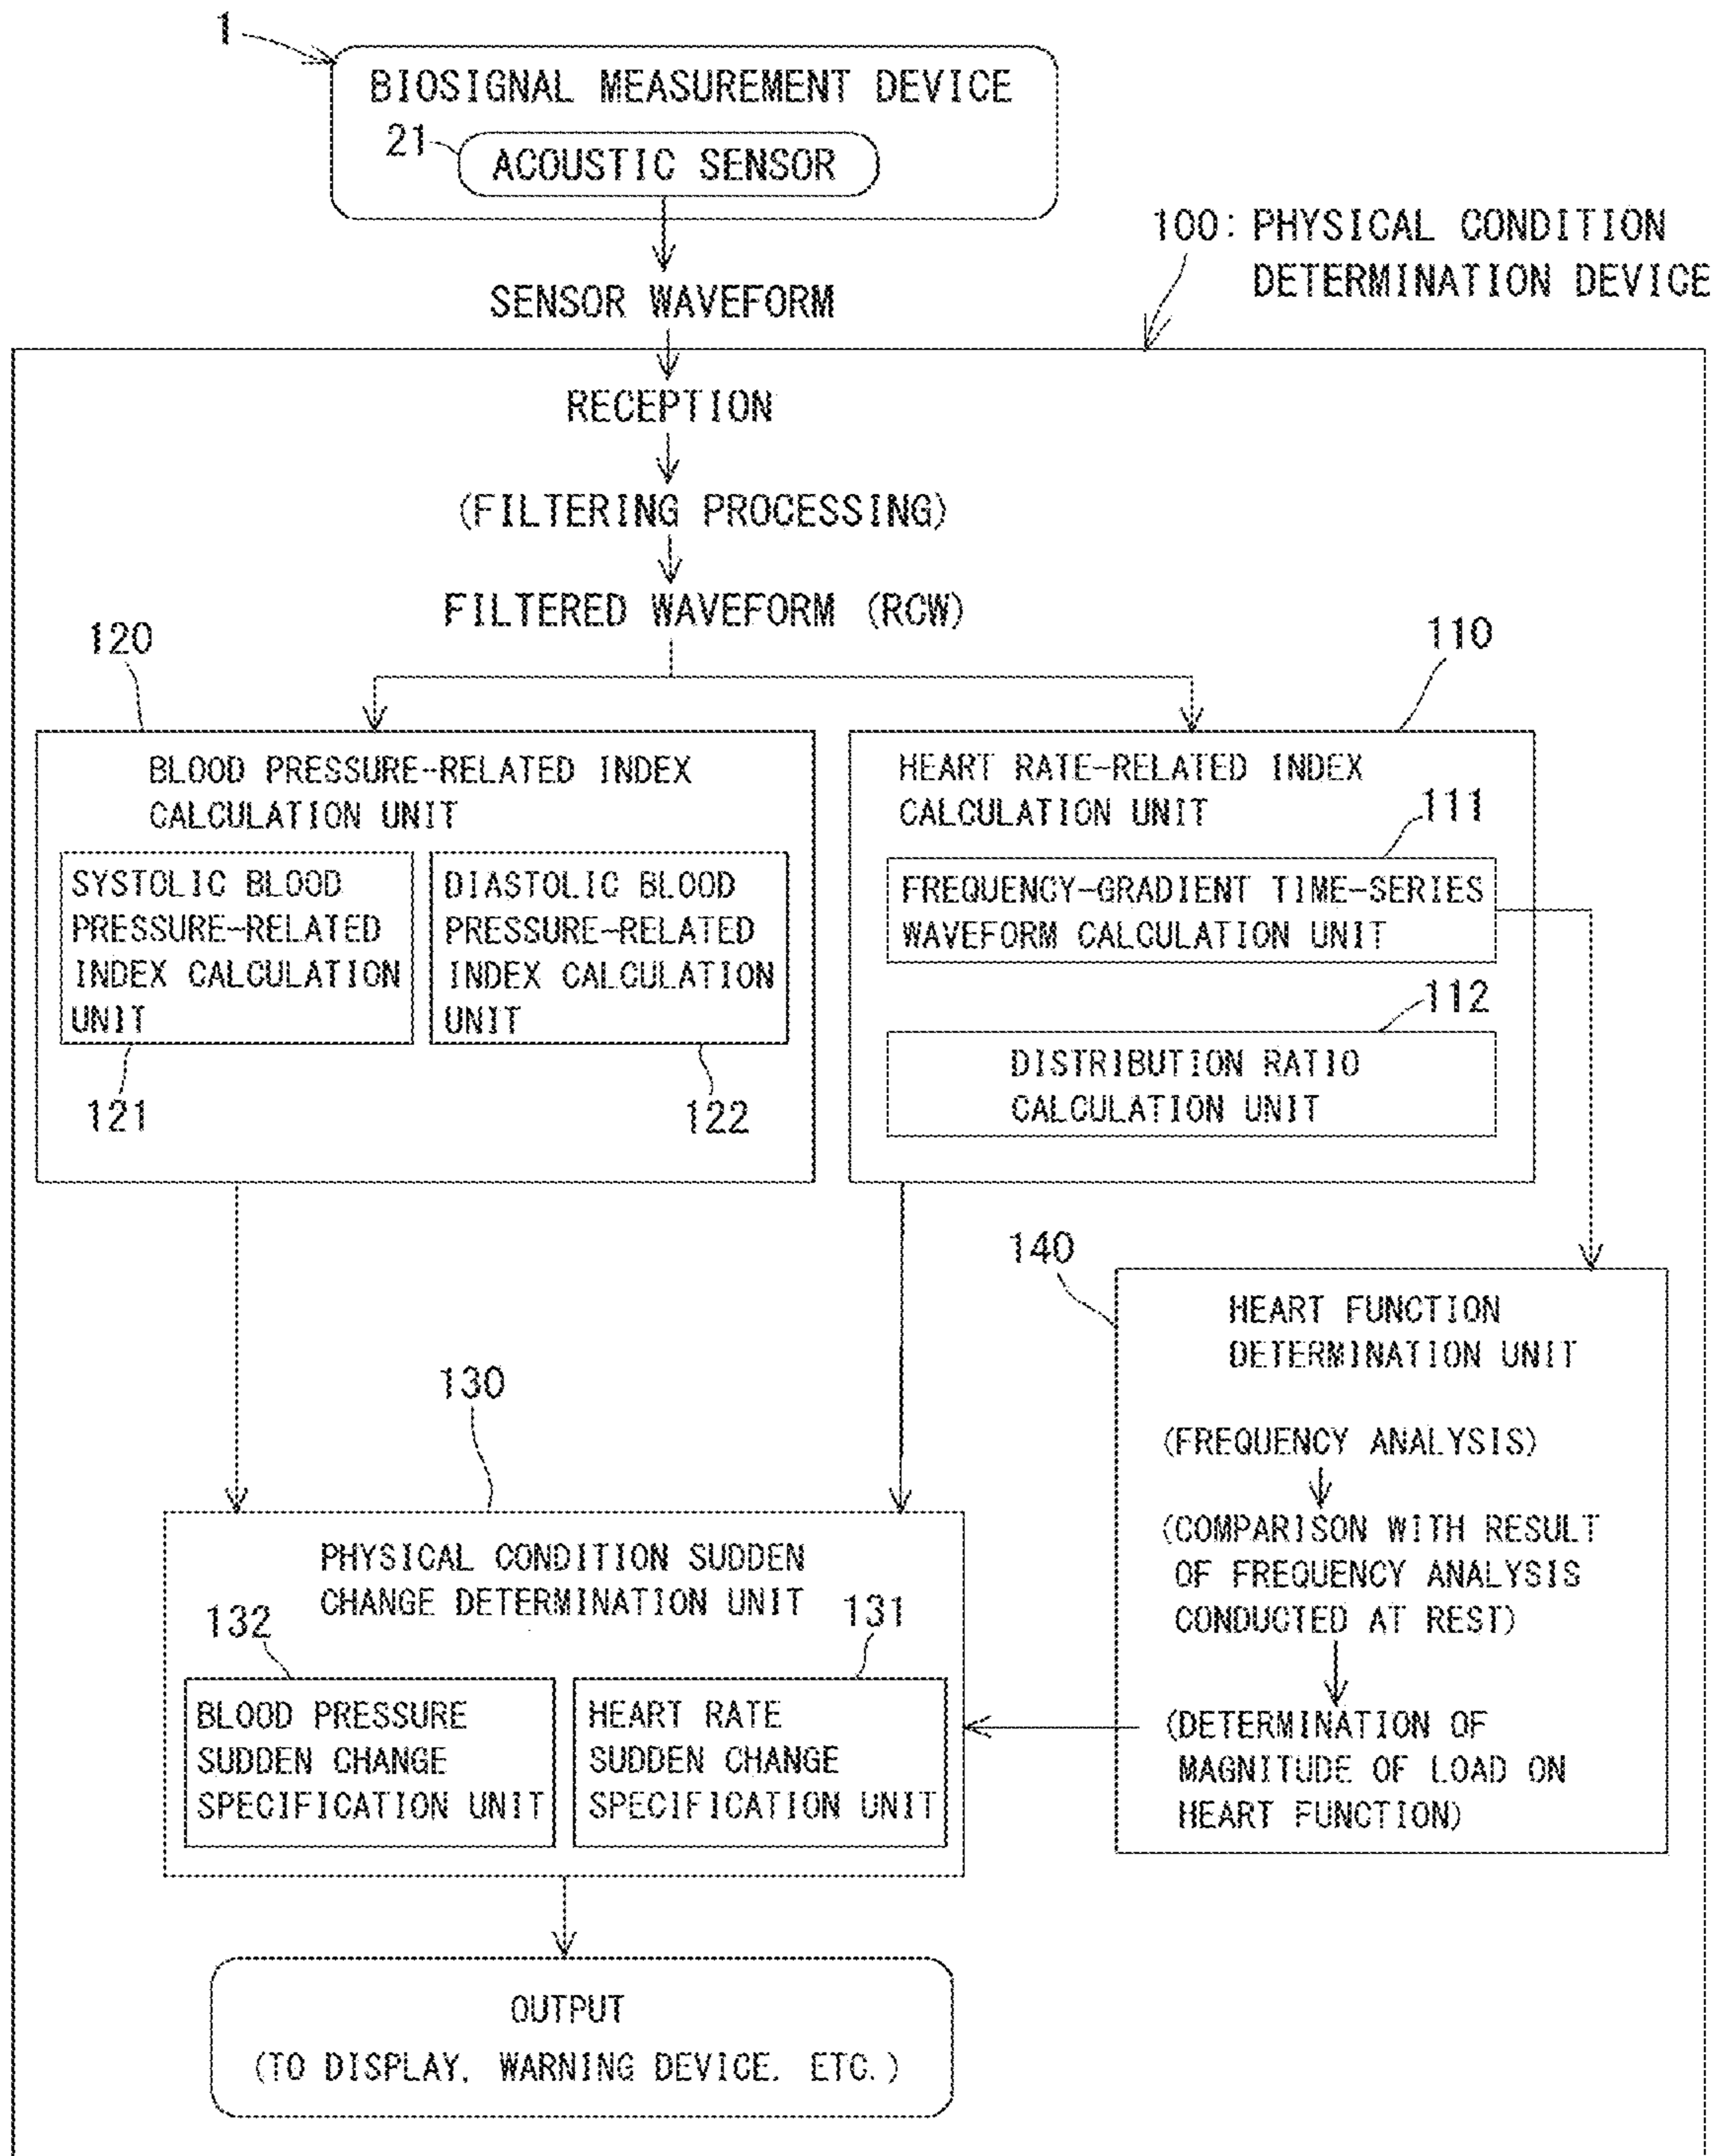 1
BIOSIGNAL MEASUREMENT DEVICE
21
ACOUSTIC SENSOR
100: PHYSICAL CONDITION
DETERMINATION DEVICE
SENSOR WAVEFORM
RECEPTION
(FILTERING PROCESSING)
FILTERED WAVEFORM (RCW)
120
110
BLOOD PRESSURE-RELATED INDEX
CALCULATION UNIT
SYSTOLIC BLOOD
PRESSURE-RELATED
INDEX CALCULATION
UNIT
121
DIASTOLIC BLOOD
PRESSURE-RELATED
INDEX CALCULATION
UNIT
122
HEART RATE-RELATED INDEX
CALCULATION UNIT
111
FREQUENCY-GRADIENT TIME-SERIES
WAVEFORM CALCULATION UNIT
112
DISTRIBUTION RATIO
CALCULATION UNIT
140
HEART FUNCTION
DETERMINATION UNIT
(FREQUENCY ANALYSIS)
(COMPARISON WITH RESULT
OF FREQUENCY ANALYSIS
CONDUCTED AT REST)
(DETERMINATION OF
MAGNITUDE OF LOAD ON
HEART FUNCTION)
130
PHYSICAL CONDITION SUDDEN
CHANGE DETERMINATION UNIT
132
131
BLOOD PRESSURE
SUDDEN CHANGE
SPECIFICATION UNIT
HEART RATE
SUDDEN CHANGE
SPECIFICATION UNIT
OUTPUT
(TO DISPLAY, WARNING DEVICE, ETC.)